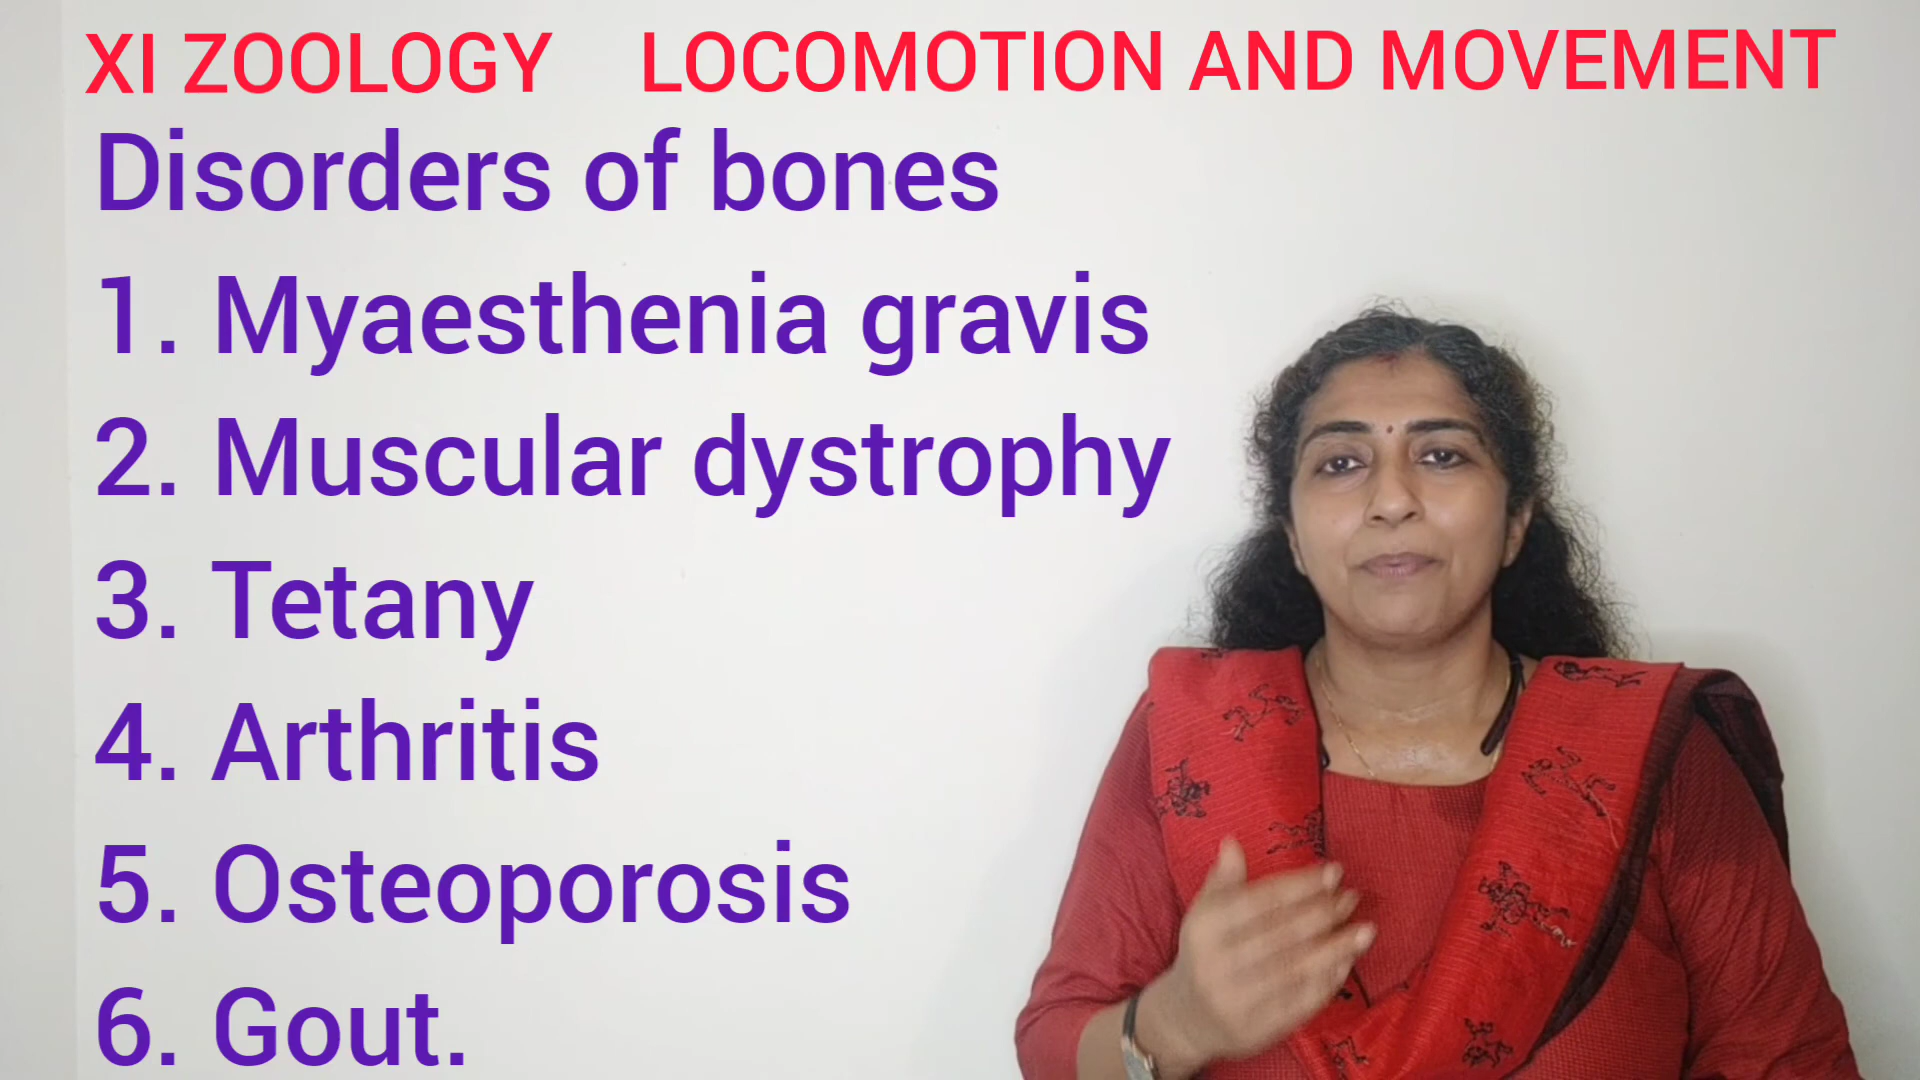 XI ZOOLOGY LOCOMOTION AND MOVEMENT
Disorders of bones
1. Myaesthenia gravis
2. Muscular dystrophy
3. Tetany
4. Arthritis
5. Osteoporosis
6. Gout.